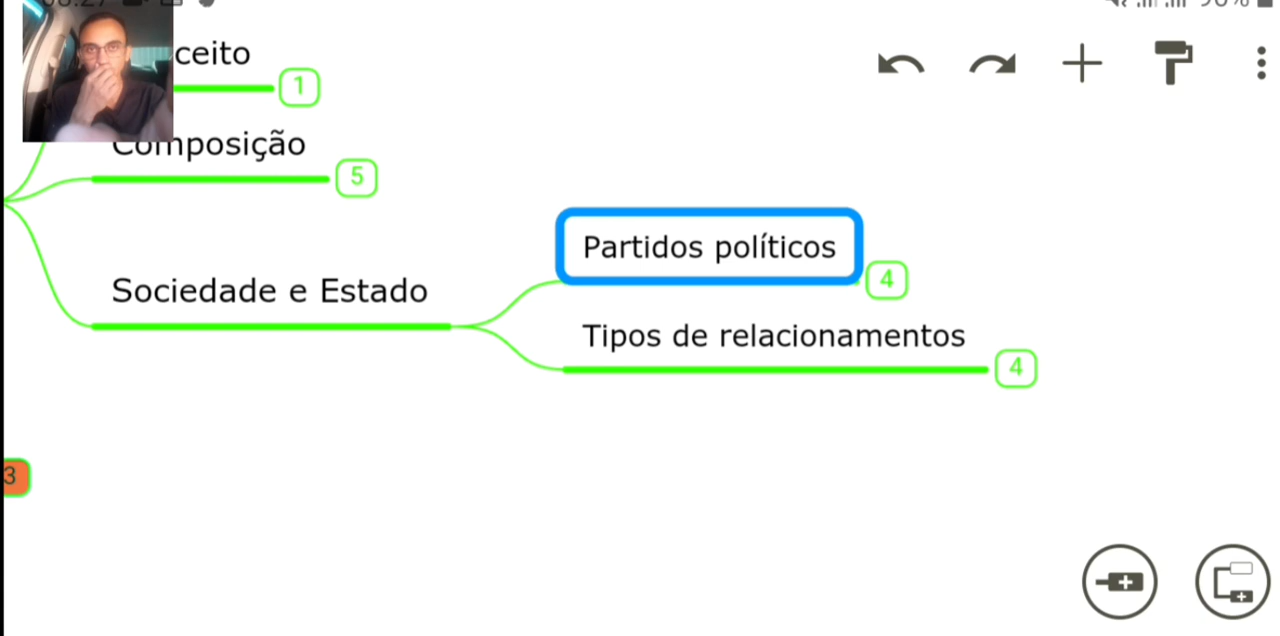 ceito
1
Composição
5
Partidos políticos
4
Sociedade e Estado
Tipos de relacionamentos
4
3